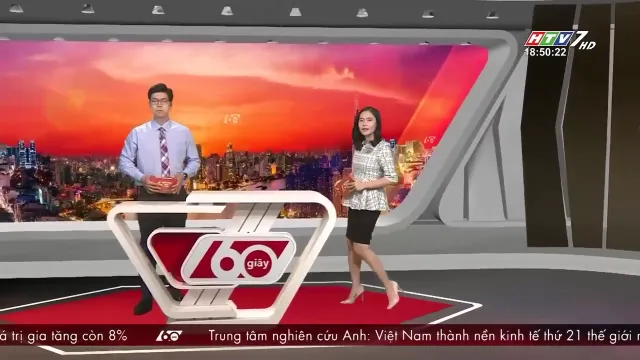 HTV7 HD
18:50:22
60 giây
á trị gia tăng còn 8% 60 Trung tâm nghiên cứu Anh: Việt Nam thành nền kinh tế thứ 21 thế giới